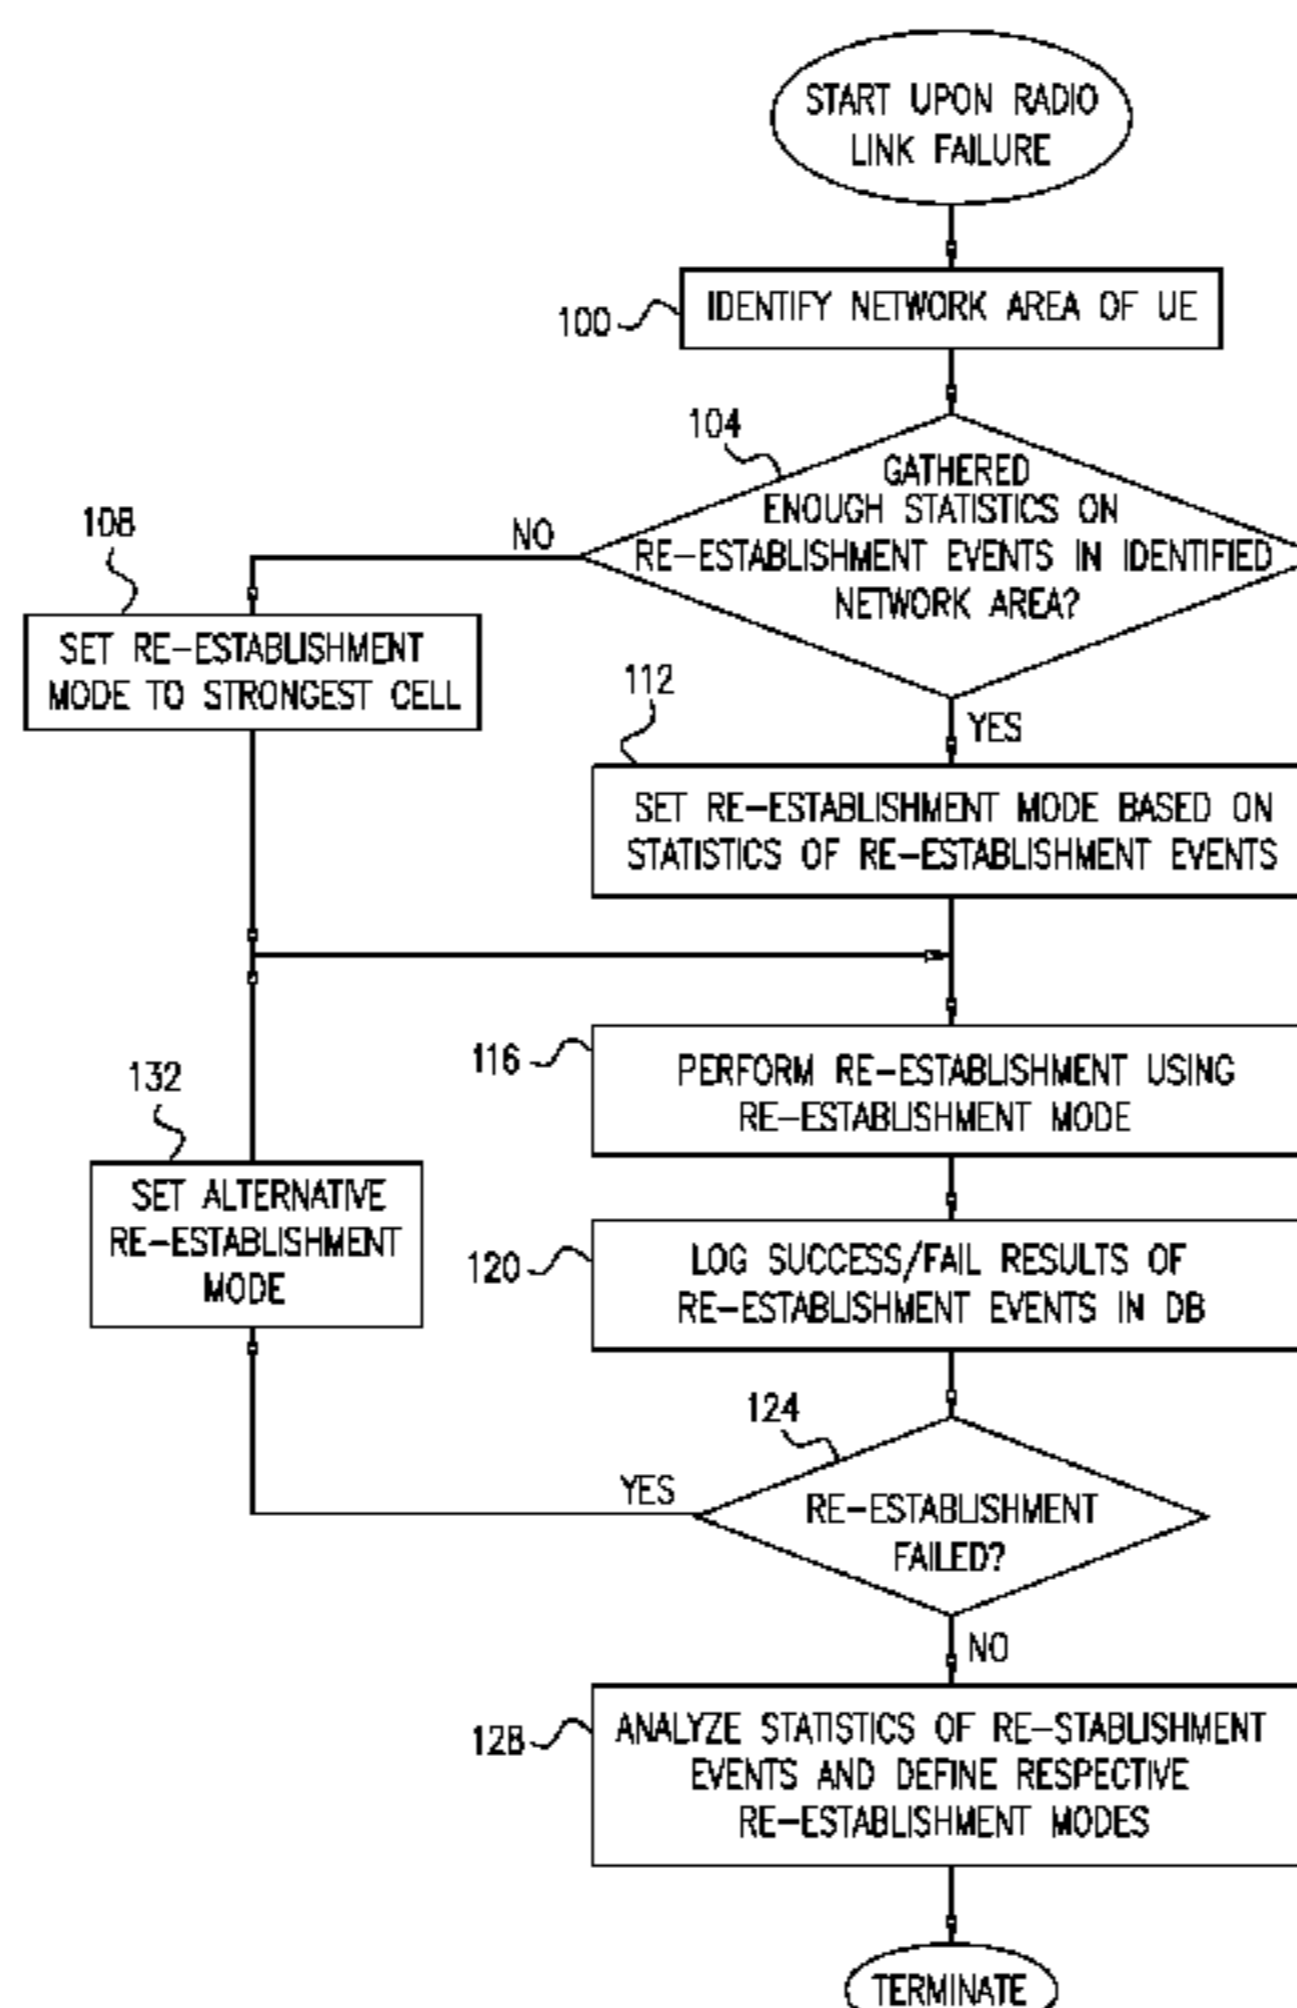 START UPON RADIO
LINK FAILURE
100
IDENTIFY NETWORK AREA OF UE
104
GATHERED
ENOUGH STATISTICS ON
RE-ESTABLISHMENT EVENTS IN IDENTIFIED
NETWORK AREA?
NO
108
SET RE-ESTABLISHMENT
MODE TO STRONGEST CELL
YES
112
SET RE-ESTABLISHMENT MODE BASED ON
STATISTICS OF RE-ESTABLISHMENT EVENTS
116
PERFORM RE-ESTABLISHMENT USING
RE-ESTABLISHMENT MODE
132
SET ALTERNATIVE
RE-ESTABLISHMENT
MODE
120
LOG SUCCESS/FAIL RESULTS OF
RE-ESTABLISHMENT EVENTS IN DB
124
YES
RE-ESTABLISHMENT
FAILED?
NO
128
ANALYZE STATISTICS OF RE-STABLISHMENT
EVENTS AND DEFINE RESPECTIVE
RE-ESTABLISHMENT MODES
TERMINATE